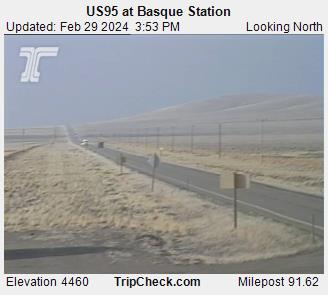 US95 at Basque Station
Updated: Feb 29 2024 3:53 PM Looking North
Elevation 4460 TripCheck.com Milepost 91.62